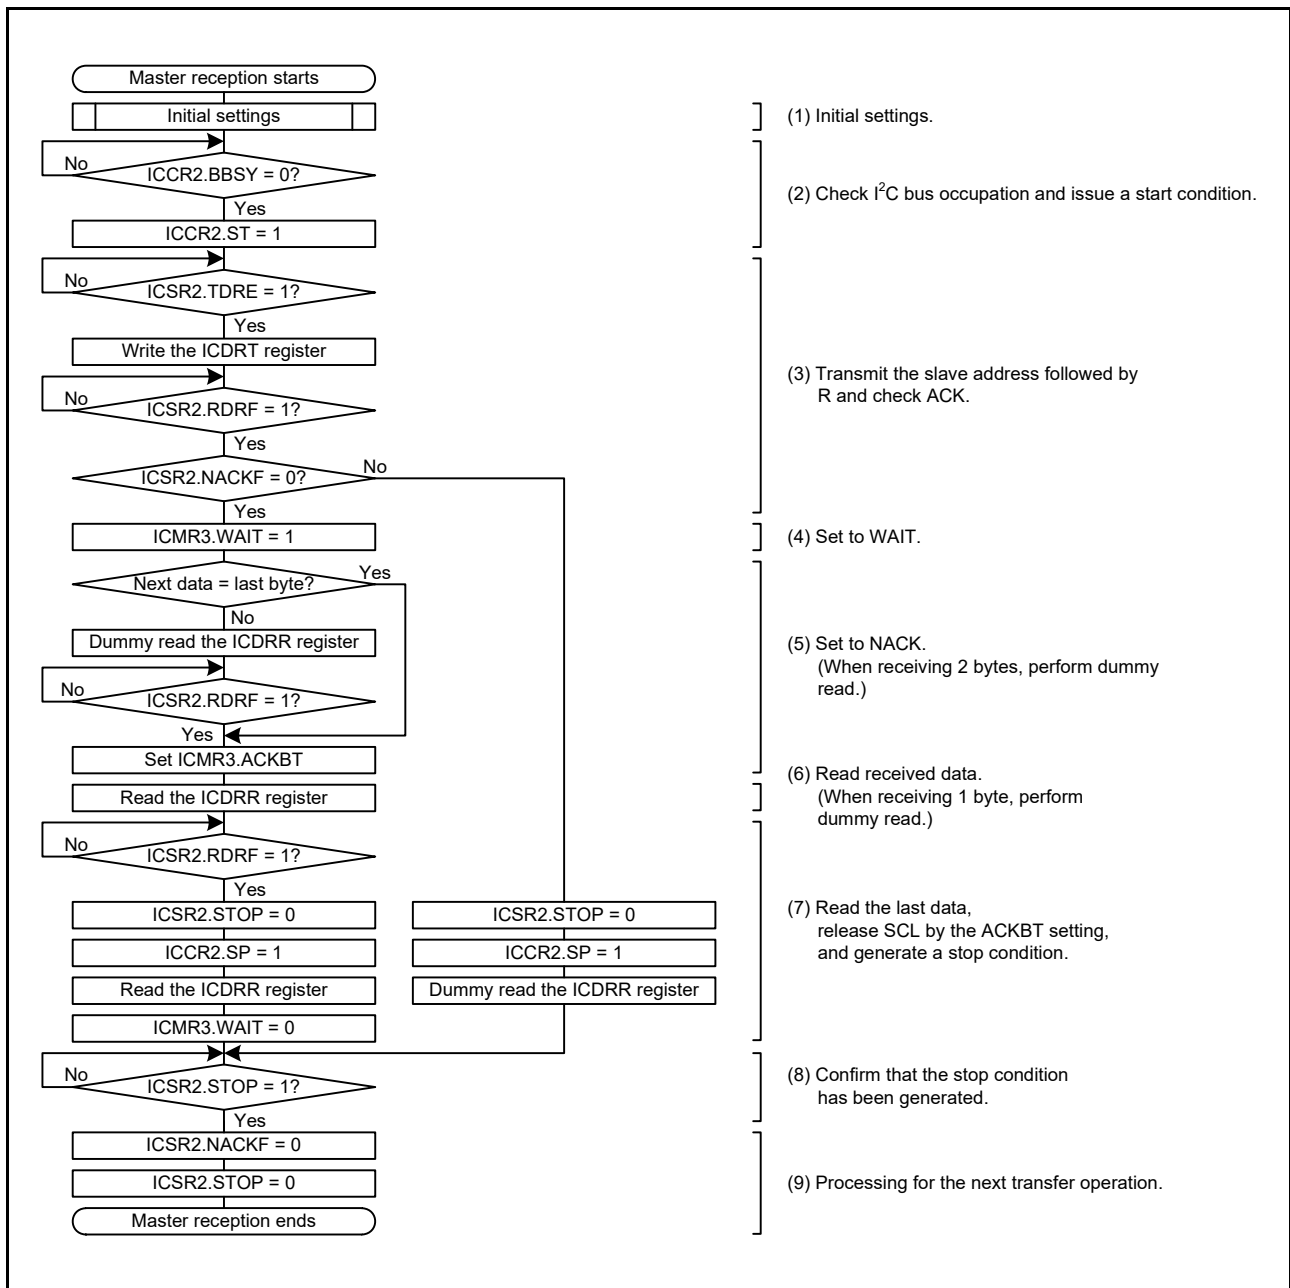 Master reception starts
Initial settings
(1) Initial settings.
No
ICCR2.BBSY = 0?
Yes
ICCR2.ST = 1
(2) Check I²C bus occupation and issue a start condition.
No
ICSR2.TDRE = 1?
Yes
Write the ICDRT register
No
ICSR2.RDRF = 1?
Yes
ICSR2.NACKF = 0?
No
Yes
(3) Transmit the slave address followed by
R and check ACK.
ICMR3.WAIT = 1
(4) Set to WAIT.
Next data = last byte?
Yes
No
Dummy read the ICDRR register
No
ICSR2.RDRF = 1?
Yes
Set ICMR3.ACKBT
(5) Set to NACK.
(When receiving 2 bytes, perform dummy
read.)
Read the ICDRR register
(6) Read received data.
(When receiving 1 byte, perform
dummy read.)
No
ICSR2.RDRF = 1?
Yes
ICSR2.STOP = 0
ICCR2.SP = 1
Read the ICDRR register
ICMR3.WAIT = 0
ICSR2.STOP = 0
ICCR2.SP = 1
Dummy read the ICDRR register
(7) Read the last data,
release SCL by the ACKBT setting,
and generate a stop condition.
No
ICSR2.STOP = 1?
Yes
(8) Confirm that the stop condition
has been generated.
ICSR2.NACKF = 0
ICSR2.STOP = 0
Master reception ends
(9) Processing for the next transfer operation.